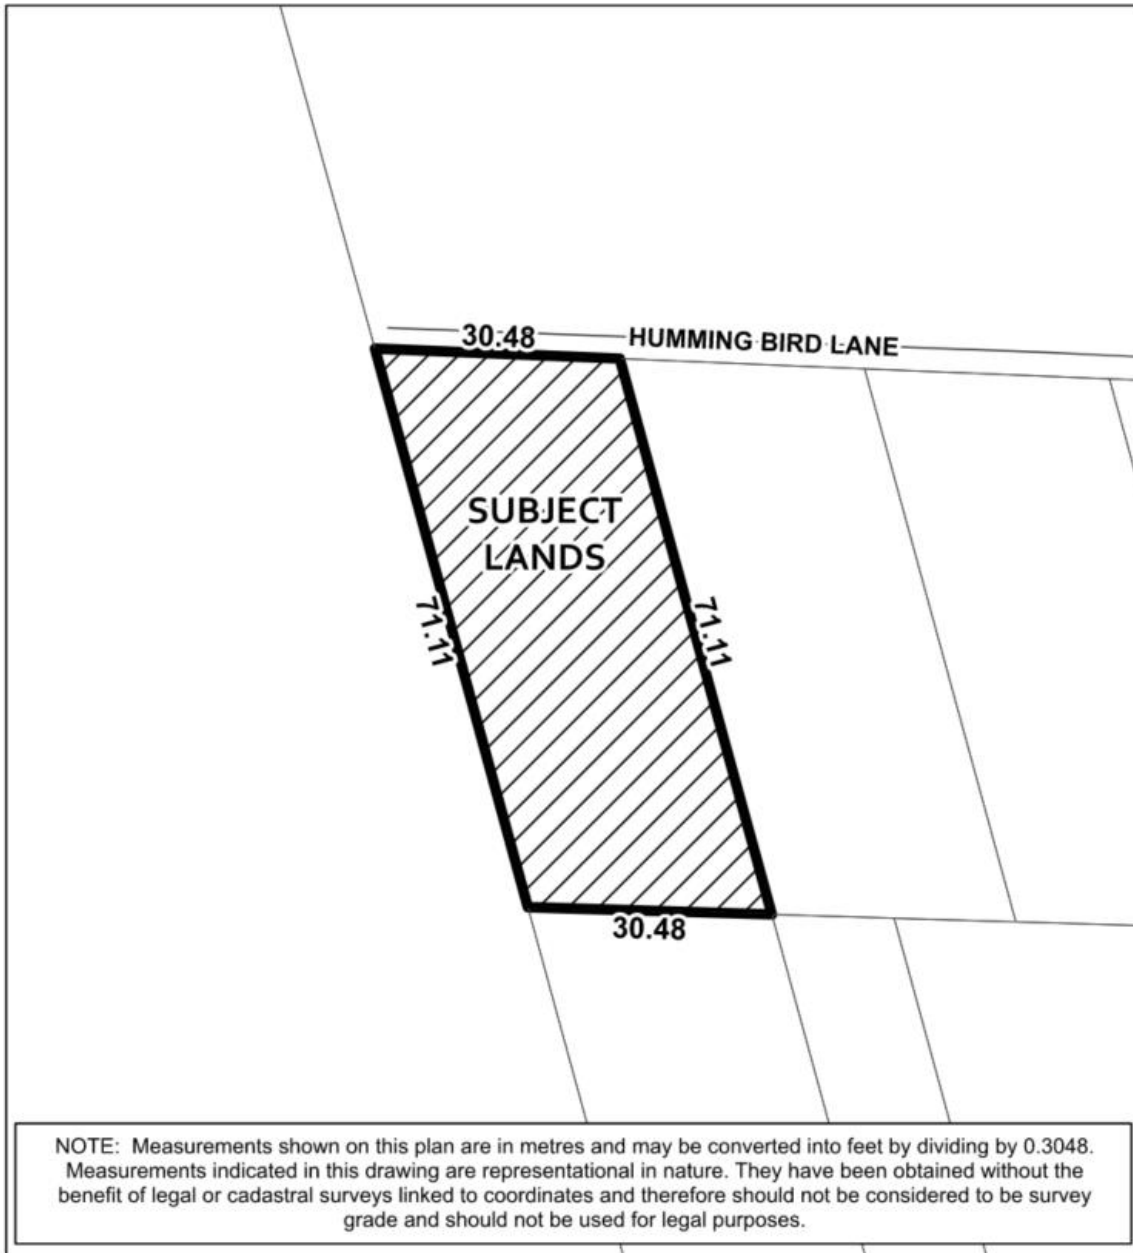 30.48
HUMMING BIRD LANE
SUBJECT
LANDS
71.11
71.11
30.48
NOTE: Measurements shown on this plan are in metres and may be converted into feet by dividing by 0.3048.
Measurements indicated in this drawing are representational in nature. They have been obtained without the
benefit of legal or cadastral surveys linked to coordinates and therefore should not be considered to be survey
grade and should not be used for legal purposes.